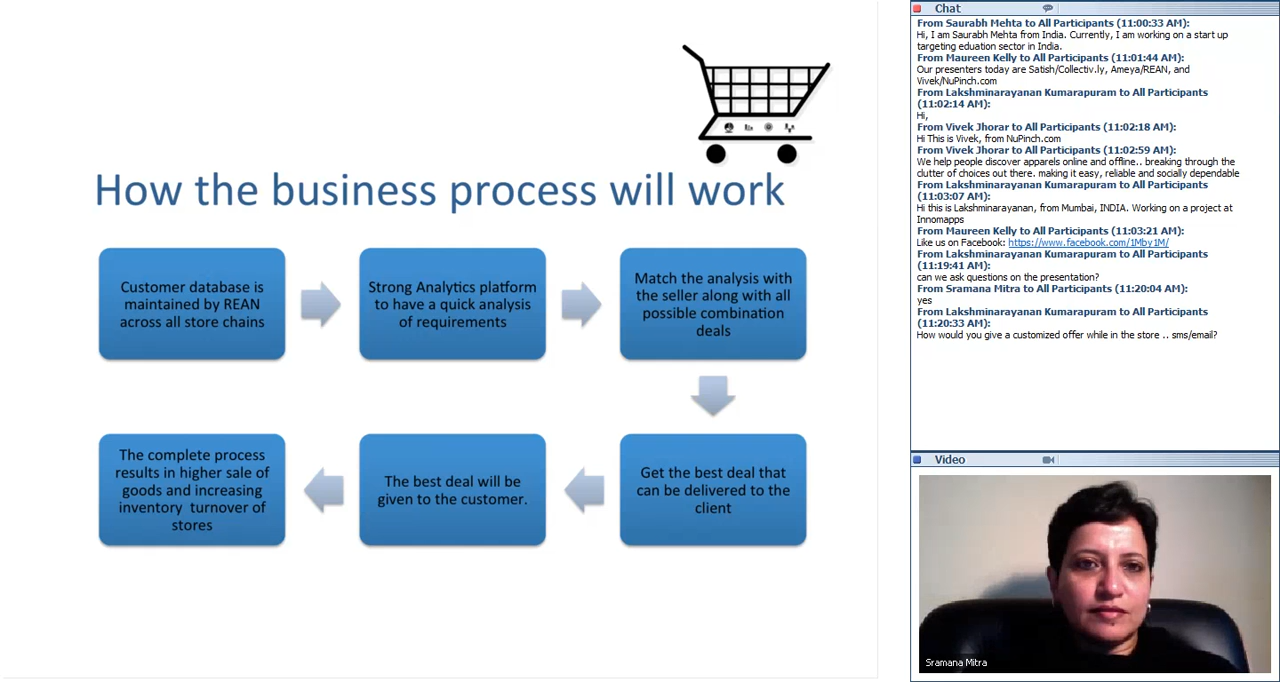 How the business process will work
Customer database is
maintained by REAN
across all store chains
Strong Analytics platform
to have a quick analysis
of requirements
Match the analysis with
the seller along with all
possible combination
deals
Get the best deal that
can be delivered to the
client
The best deal will be
given to the customer.
The complete process
results in higher sale of
goods and increasing
inventory turnover of
stores
Chat
From Saurabh Mehta to All Participants (11:00:33 AM):
Hi, I am Saurabh Mehta from India. Currently, I am working on a start up
targeting eduation sector in India.
From Maureen Kelly to All Participants (11:01:44 AM):
Our presenters today are Satish/Collectiv.ly, Ameya/REAN, and
Vivek/NuPinch.com
From Lakshminarayanan Kumarapuram to All Participants
(11:02:14 AM):
Hi,
From Vivek Jhorar to All Participants (11:02:18 AM):
Hi This is Vivek, from NuPinch.com
From Vivek Jhorar to All Participants (11:02:59 AM):
We help people discover apparels online and offline.. breaking through the
clutter of choices out there. making it easy, reliable and socially dependable
From Lakshminarayanan Kumarapuram to All Participants
(11:03:07 AM):
Hi this is Lakshminarayanan, from Mumbai, INDIA. Working on a project at
Innomapps
From Maureen Kelly to All Participants (11:03:21 AM):
Like us on Facebook: https://www.facebook.com/1Mby1M/
From Lakshminarayanan Kumarapuram to All Participants
(11:19:41 AM):
can we ask questions on the presentation?
From Sramana Mitra to All Participants (11:20:04 AM):
yes
From Lakshminarayanan Kumarapuram to All Participants
(11:20:33 AM):
How would you give a customized offer while in the store .. sms/email?
Video
Sramana Mitra